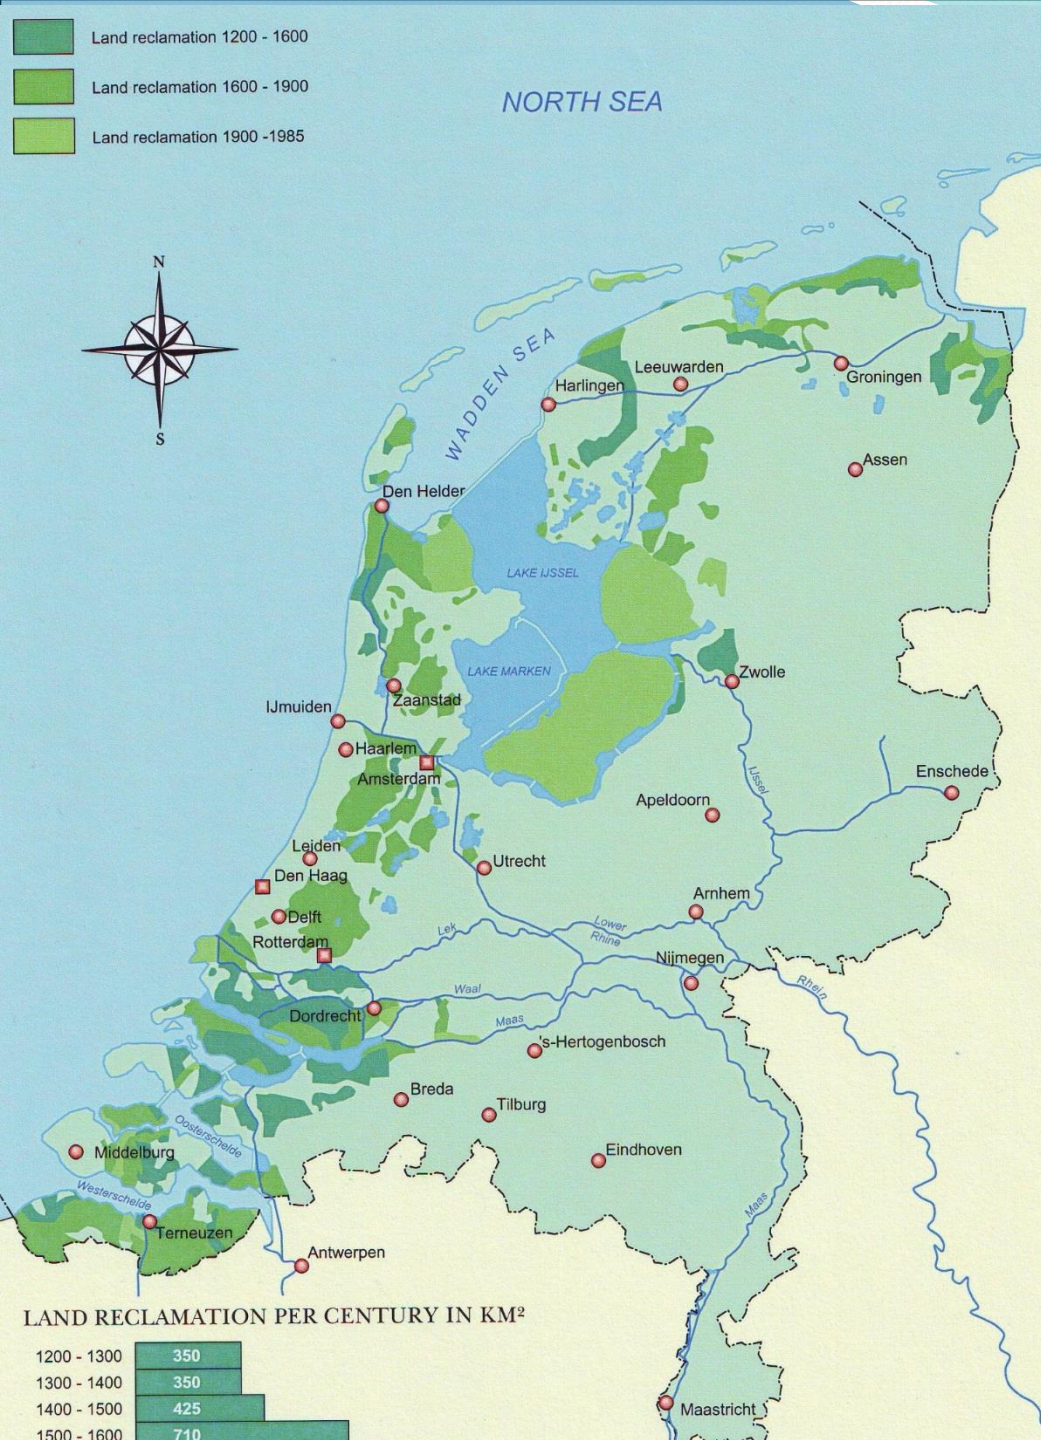 Land reclamation 1200 - 1600
Land reclamation 1600 - 1900
Land reclamation 1900 -1985
NORTH SEA
N
S
WADDEN SEA
Leeuwarden
Harlingen
Groningen
Assen
Den Helder
LAKE IJSSEL
LAKE MARKEN
Zwolle
Zaanstad
IJmuiden
Haarlem
Amsterdam
Enschede
IJssel
Apeldoorn
Leiden
Utrecht
Den Haag
Arnhem
Delft
Lek
Lower
Rhine
Rotterdam
Nijmegen
Rhein
Waal
Dordrecht
Maas
's-Hertogenbosch
Breda
Tilburg
Oosterschelde
Middelburg
Eindhoven
Westerschelde
Maas
Terneuzen
Antwerpen
LAND RECLAMATION PER CENTURY IN KM²
1200 - 1300 350
1300 - 1400 350
1400 - 1500 425
1500 - 1600 710
Maastricht